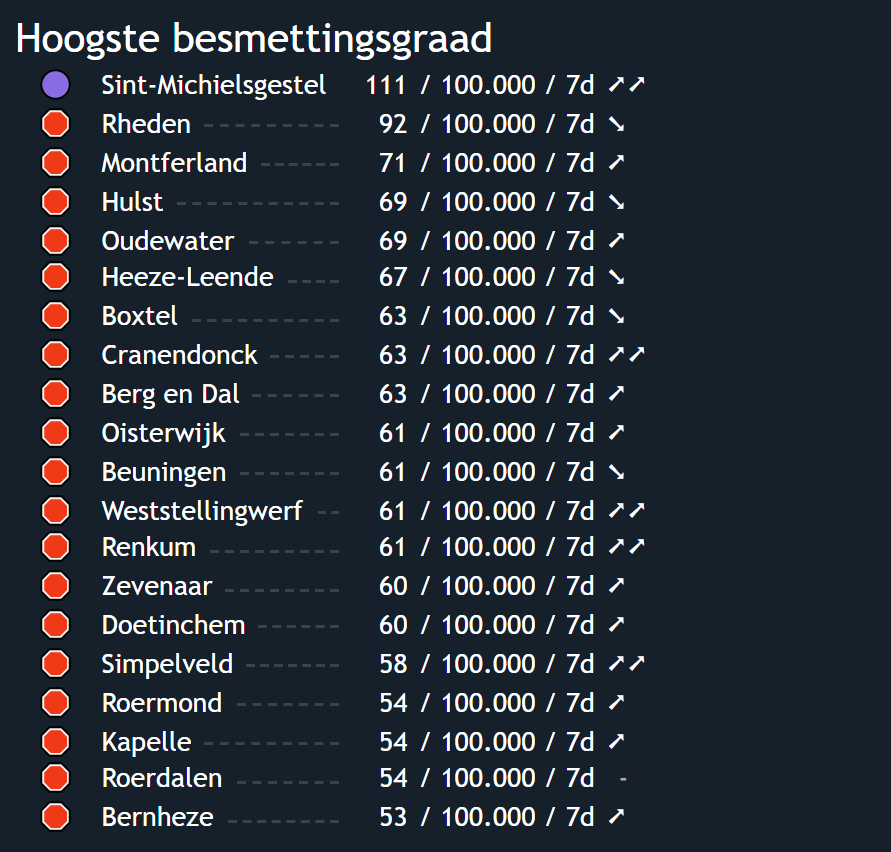 Hoogste besmettingsgraad
Sint-Michielsgestel 111 / 100.000 / 7d ↗↗
Rheden --------- 92 / 100.000 / 7d ↘
Montferland ----- 71 / 100.000 / 7d ↗
Hulst ----------- 69 / 100.000 / 7d ↘
Oudewater ------ 69 / 100.000 / 7d ↗
Heeze-Leende ---- 67 / 100.000 / 7d ↘
Boxtel ---------- 63 / 100.000 / 7d ↘
Cranendonck ----- 63 / 100.000 / 7d ↗↗
Berg en Dal ------ 63 / 100.000 / 7d ↗
Oisterwijk ------- 61 / 100.000 / 7d ↗
Beuningen ------- 61 / 100.000 / 7d ↘
Weststellingwerf -- 61 / 100.000 / 7d ↗↗
Renkum --------- 61 / 100.000 / 7d ↗↗
Zevenaar -------- 60 / 100.000 / 7d ↗
Doetinchem ------ 60 / 100.000 / 7d ↗
Simpelveld ------ 58 / 100.000 / 7d ↗↗
Roermond ------- 54 / 100.000 / 7d ↗
Kapelle --------- 54 / 100.000 / 7d ↗
Roerdalen ------- 54 / 100.000 / 7d -
Bernheze -------- 53 / 100.000 / 7d ↗